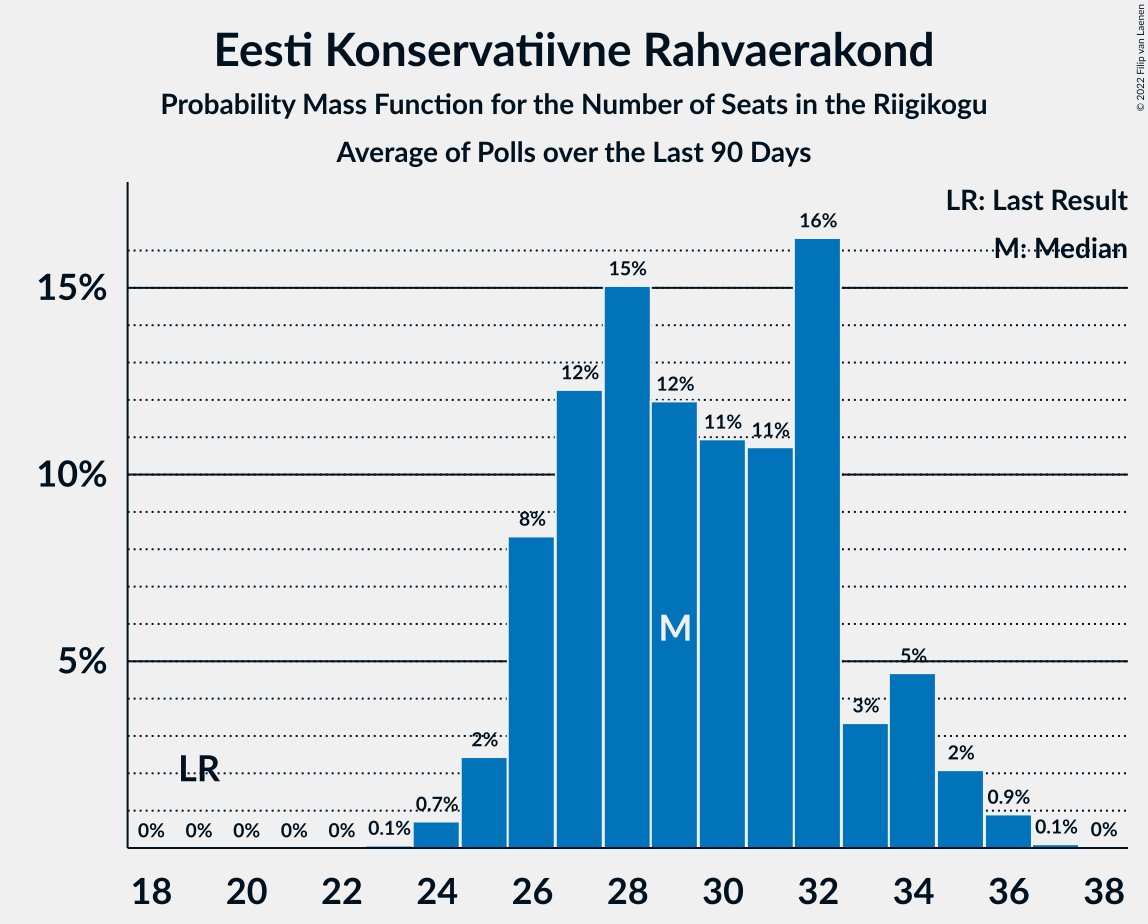 Eesti Konservatiivne Rahvaerakond
Probability Mass Function for the Number of Seats in the Riigikogu
Average of Polls over the Last 90 Days
© 2022 Filip van Laenen
LR: Last Result
M: Median
15%
10%
5%
0%
0%
0%
0%
0%
0.1%
0.7%
2%
8%
12%
15%
12%
11%
11%
16%
3%
5%
2%
0.9%
0.1%
0%
LR
M
18 20 22 24 26 28 30 32 34 36 38